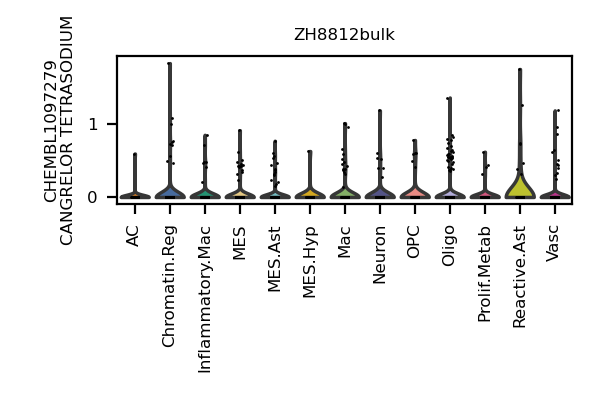 ZH8812bulk
CHEMBL1097279
CANGRELOR TETRASODIUM
1
0
AC
Chromatin.Reg
Inflammatory.Mac
MES
MES.Ast
MES.Hyp
Mac
Neuron
OPC
Oligo
Prolif.Metab
Reactive.Ast
Vasc